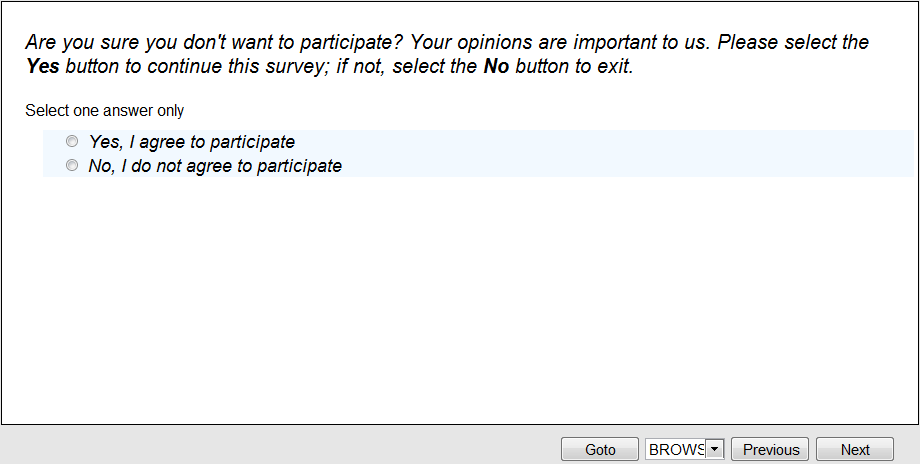 Are you sure you don't want to participate? Your opinions are important to us. Please select the
Yes button to continue this survey; if not, select the No button to exit.
Select one answer only
Yes, I agree to participate
No, I do not agree to participate
Goto BROWS Previous Next